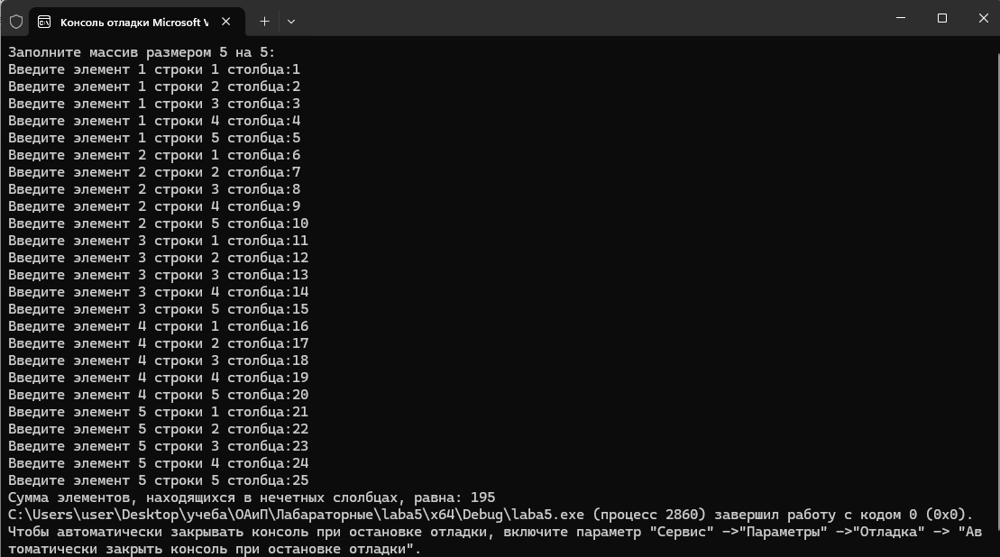 Консоль отладки Microsoft V
Заполните массив размером 5 на 5:
Введите элемент 1 строки 1 столбца:1
Введите элемент 1 строки 2 столбца:2
Введите элемент 1 строки 3 столбца:3
Введите элемент 1 строки 4 столбца:4
Введите элемент 1 строки 5 столбца:5
Введите элемент 2 строки 1 столбца:6
Введите элемент 2 строки 2 столбца:7
Введите элемент 2 строки 3 столбца:8
Введите элемент 2 строки 4 столбца:9
Введите элемент 2 строки 5 столбца:10
Введите элемент 3 строки 1 столбца:11
Введите элемент 3 строки 2 столбца:12
Введите элемент 3 строки 3 столбца:13
Введите элемент 3 строки 4 столбца:14
Введите элемент 3 строки 5 столбца:15
Введите элемент 4 строки 1 столбца:16
Введите элемент 4 строки 2 столбца:17
Введите элемент 4 строки 3 столбца:18
Введите элемент 4 строки 4 столбца:19
Введите элемент 4 строки 5 столбца:20
Введите элемент 5 строки 1 столбца:21
Введите элемент 5 строки 2 столбца:22
Введите элемент 5 строки 3 столбца:23
Введите элемент 5 строки 4 столбца:24
Введите элемент 5 строки 5 столбца:25
Сумма элементов, находящихся в нечетных слолбцах, равна: 195
C:\Users\user\Desktop\учеба\ОАиП\Лабараторные\laba5\x64\Debug\laba5.exe (процесс 2860) завершил работу с кодом 0 (0x0).
Чтобы автоматически закрывать консоль при остановке отладки, включите параметр "Сервис" ->"Параметры" ->"Отладка" -> "Ав
томатически закрыть консоль при остановке отладки".